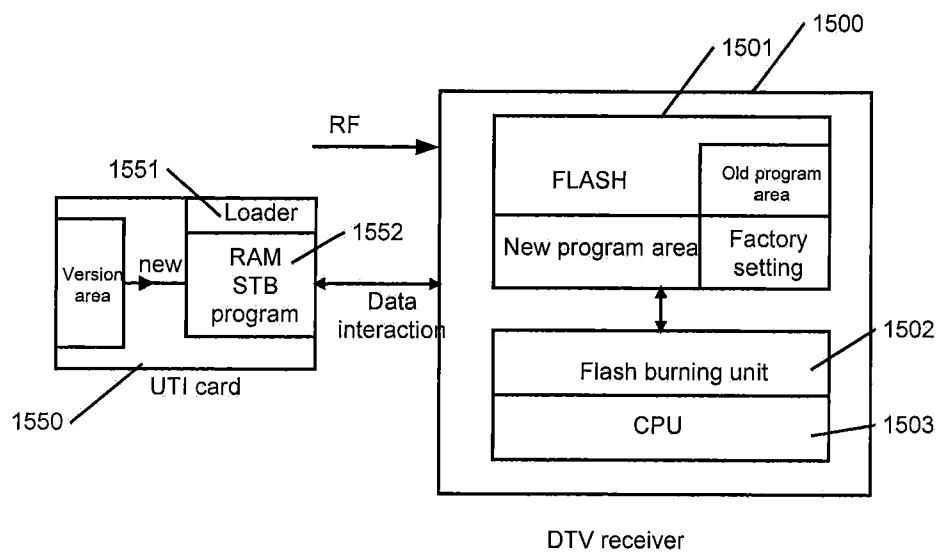 1500
1501
RF
1551
Loader
1552
Version
area
new
RAM
STB
program
Data
interaction
UTI card
1550
FLASH
Old program
area
New program area
Factory
setting
1502
Flash burning unit
CPU
1503
DTV receiver